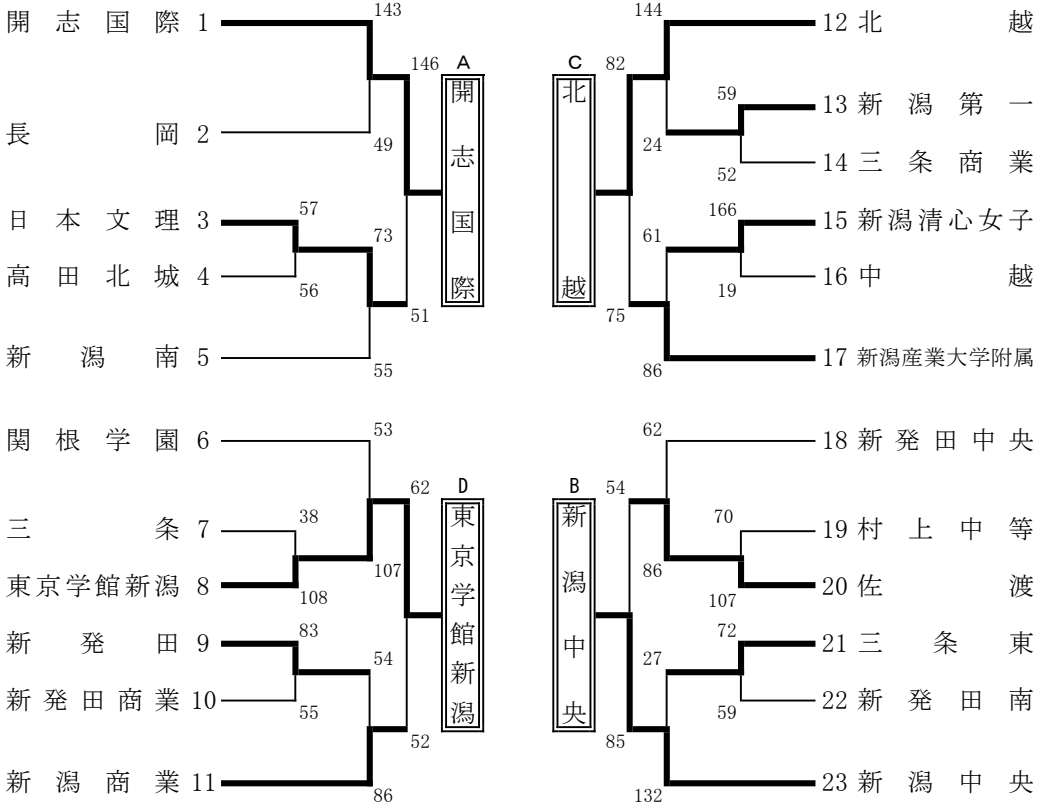 143
144
開志国際 1
12 北越
146
A
C
82
開志国際
北越
59
13 新潟第一
長岡 2
49
24
14 三条商業
52
日本文理 3
57
73
61
166
15 新潟清心女子
高田北城 4
56
19
16 中越
51
75
新潟南 5
55
86
17 新潟産業大学附属
関根学園 6
53
62
18 新発田中央
62
D
B
54
東京学館新潟
新潟中央
三条 7
38
70
19 村上中等
東京学館新潟 8
108
107
86
107
20 佐渡
新発田 9
83
54
27
72
21 三条東
新発田商業 10
55
59
22 新発田南
52
85
新潟商業 11
86
132
23 新潟中央